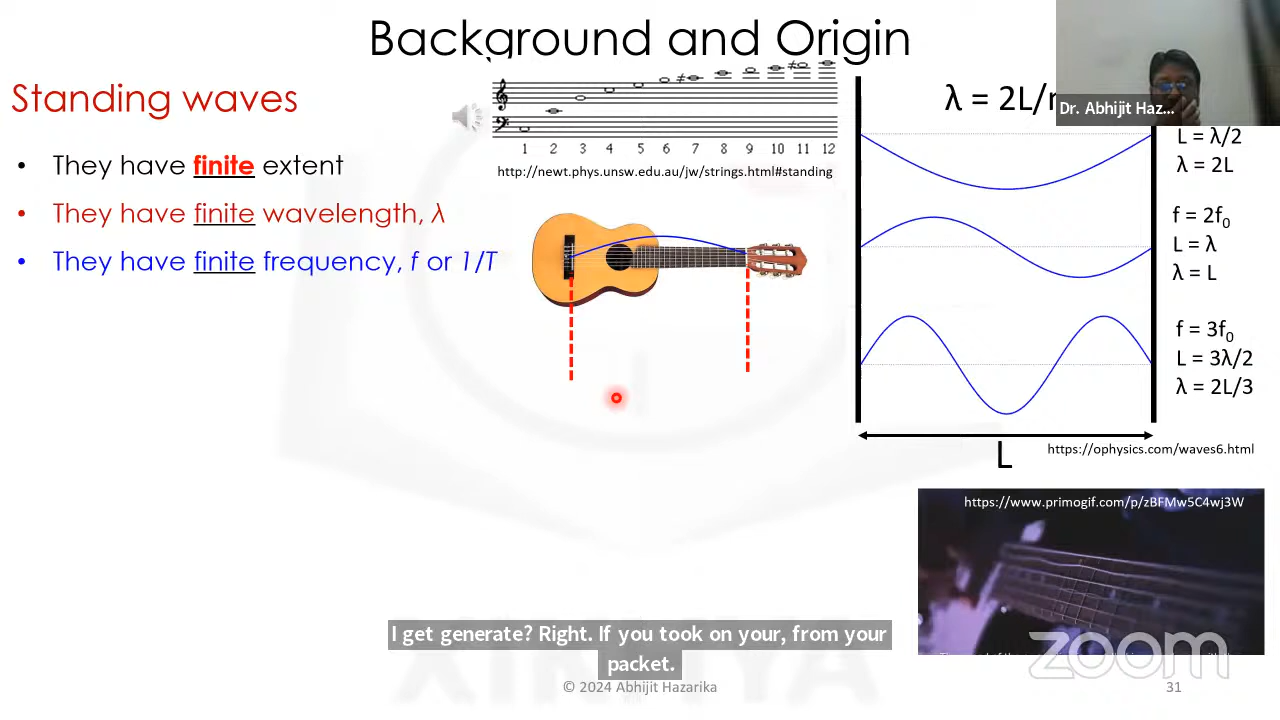 Background and Origin
Standing waves
• They have finite extent
• They have finite wavelength, λ
• They have finite frequency, f or 1/T
1 2 3 4 5 6 7 8 9 10 11 12
http://newt.phys.unsw.edu.au/jw/strings.html#standing
λ = 2L/
Dr. Abhijit Haz...
L = λ/2
λ = 2L
f = 2f0
L = λ
λ = L
f = 3f0
L = 3λ/2
λ = 2L/3
L
https://ophysics.com/waves6.html
https://www.primogif.com/p/zBFMw5C4wj3W
zoom
I get generate? Right. If you took on your, from your
packet.
© 2024 Abhijit Hazarika
31